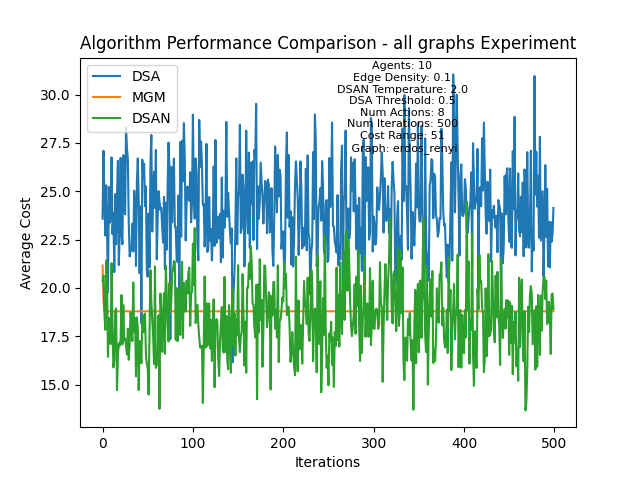 Algorithm Performance Comparison - all graphs Experiment
DSA
MGM
DSAN
Agents: 10
Edge Density: 0.1
DSAN Temperature: 2.0
DSA Threshold: 0.5
Num Actions: 8
Num Iterations: 500
Cost Range: 51
Graph: erdos_renyi
Average Cost
30.0
27.5
25.0
22.5
20.0
17.5
15.0
0
100
200
300
400
500
Iterations